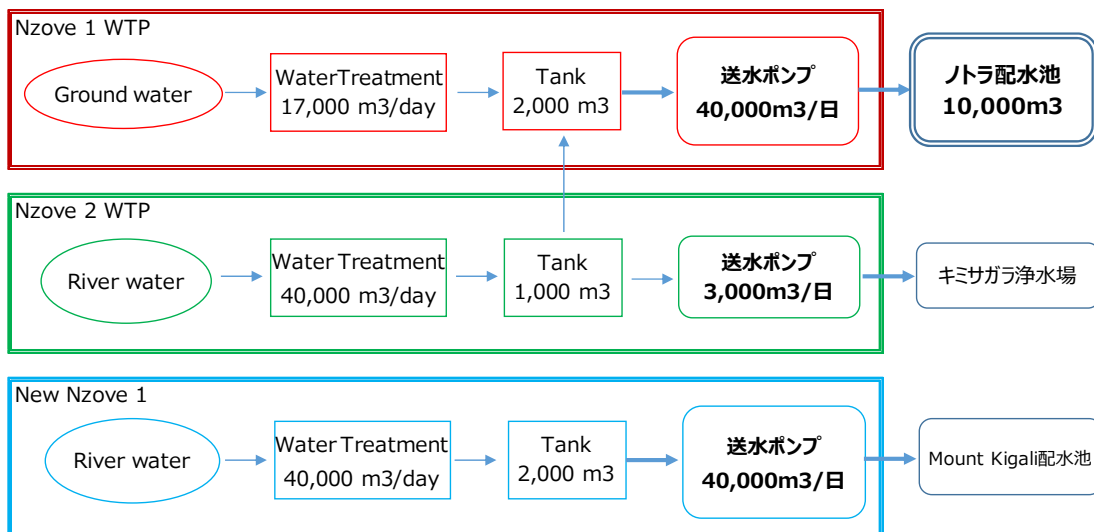 Nzove 1 WTP
Ground water
WaterTreatment
17,000 m3/day
Tank
2,000 m3
送水ポンプ
40,000m3/日
ノトラ配水池
10,000m3
Nzove 2 WTP
River water
Water Treatment
40,000 m3/day
Tank
1,000 m3
送水ポンプ
3,000m3/日
キミサガラ浄水場
New Nzove 1
River water
Water Treatment
40,000 m3/day
Tank
2,000 m3
送水ポンプ
40,000m3/日
Mount Kigali配水池